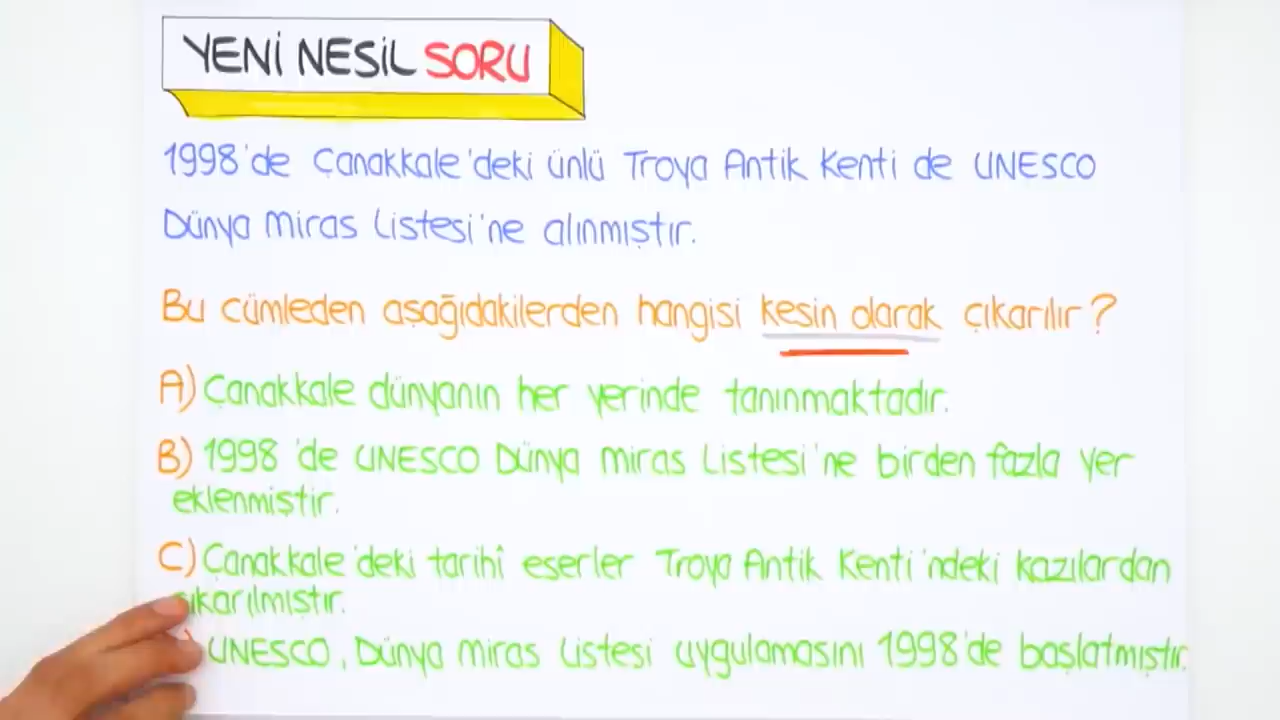 YENİ NESİL SORU
1998'de Çanakkale'deki ünlü Troya Antik Kenti de UNESCO
Dünya Miras Listesi'ne alınmıştır.
Bu cümleden aşağıdakilerden hangisi kesin olarak çıkarılır?
A) Çanakkale dünyanın her yerinde tanınmaktadır.
B) 1998 'de UNESCO Dünya Miras Listesi'ne birden fazla yer
eklenmiştir.
C) Çanakkale'deki tarihî eserler Troya Antik Kenti'ndeki kazılardan
çıkarılmıştır.
) UNESCO, Dünya Miras Listesi uygulamasını 1998'de başlatmıştır.